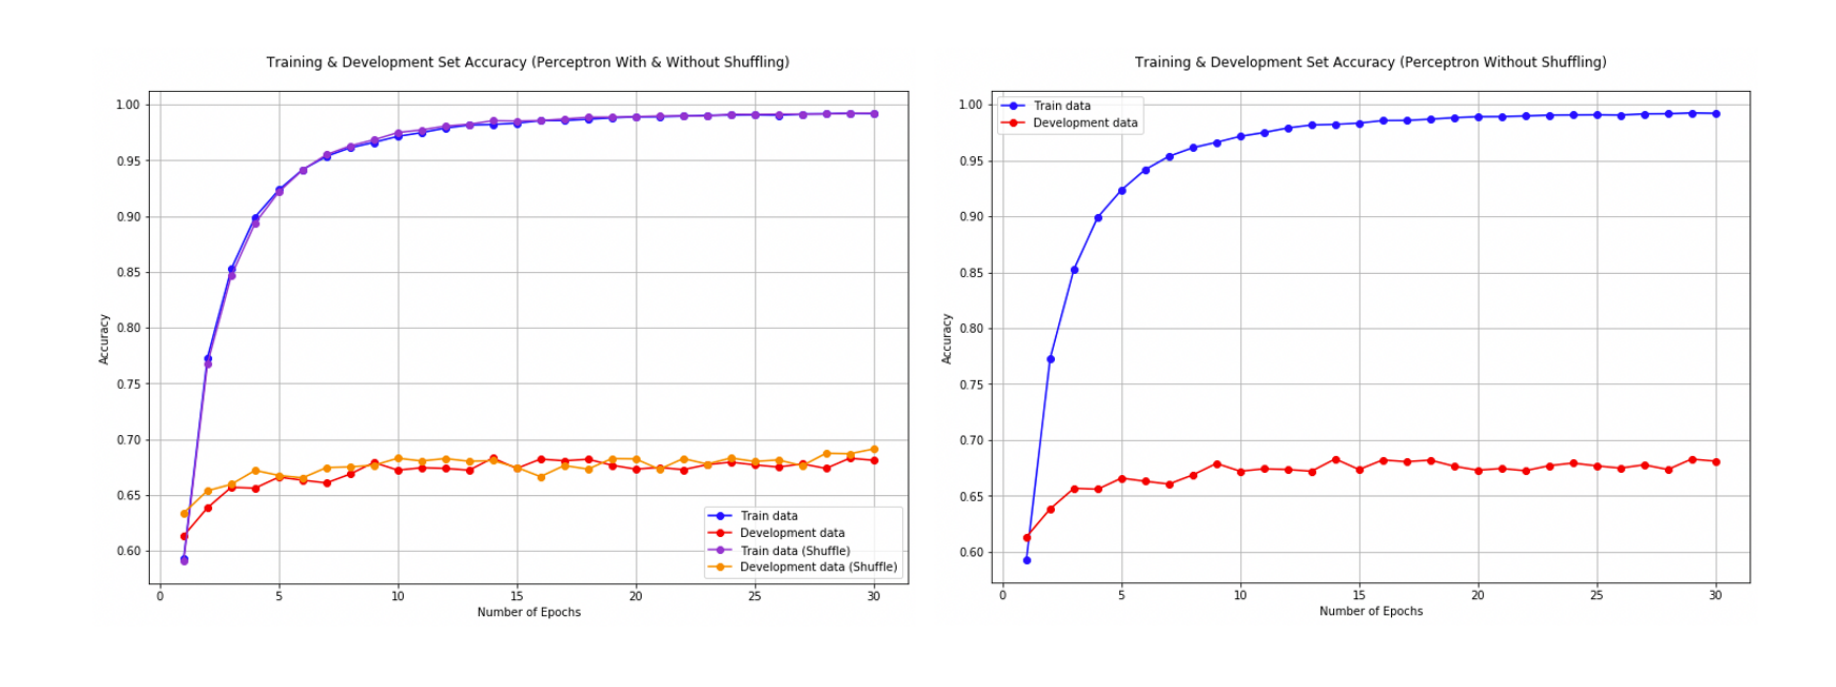 Training & Development Set Accuracy (Perceptron With & Without Shuffling)
1.00
0.95
0.90
0.85
0.80
0.75
0.70
0.65
0.60
Accuracy
Train data
Development data
Train data (Shuffle)
Development data (Shuffle)
0 5 10 15 20 25 30
Number of Epochs
Training & Development Set Accuracy (Perceptron Without Shuffling)
Train data
Development data
1.00
0.95
0.90
0.85
0.80
0.75
0.70
0.65
0.60
Accuracy
0 5 10 15 20 25 30
Number of Epochs